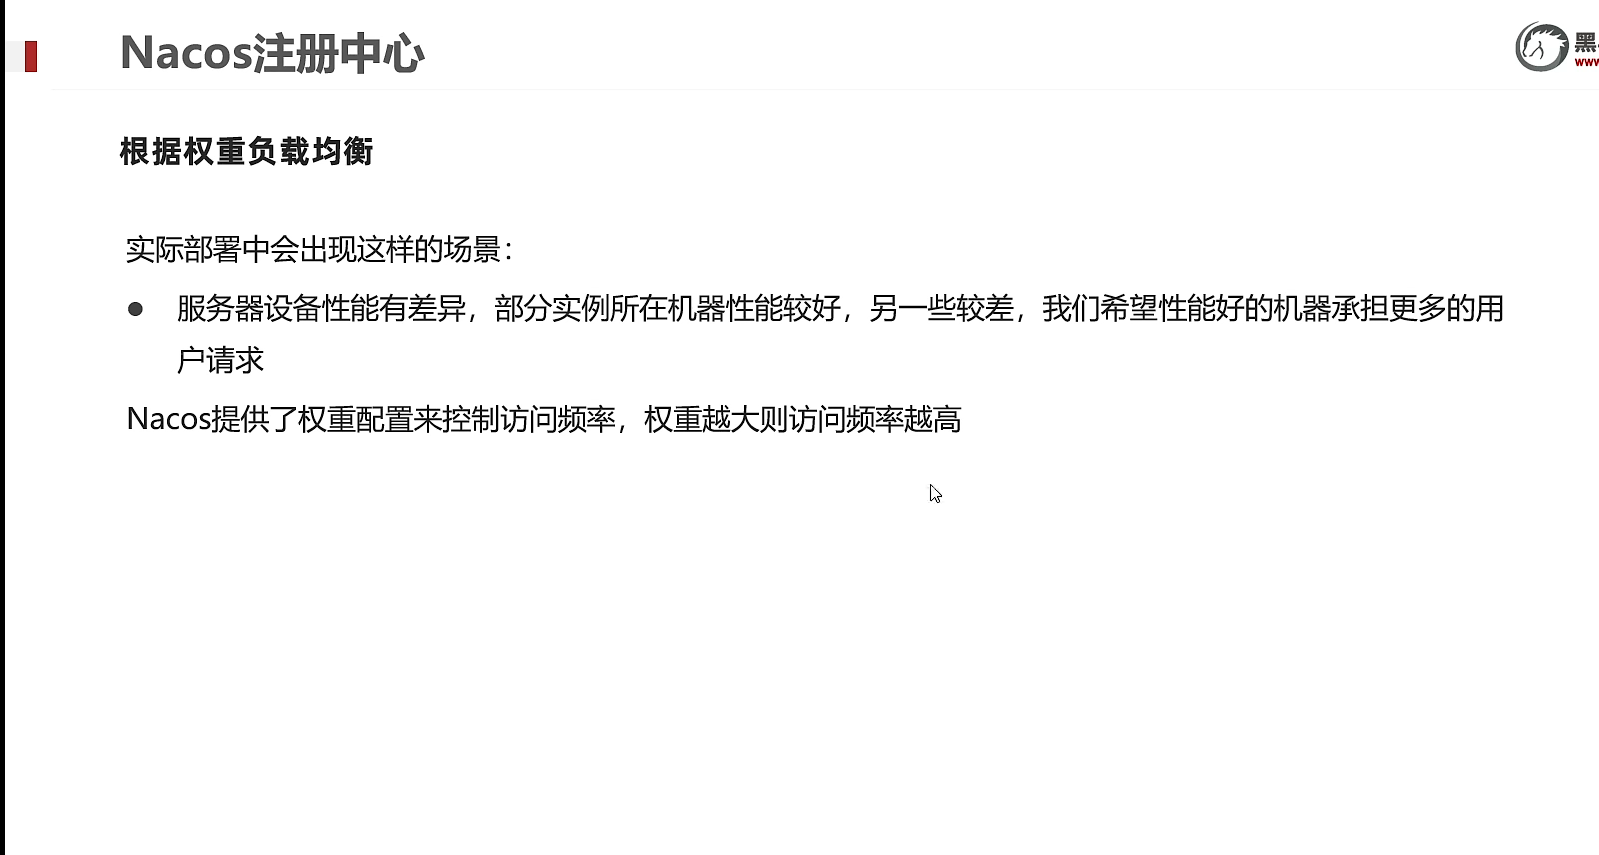 Nacos注册中心
黑
www
根据权重负载均衡
实际部署中会出现这样的场景：
● 服务器设备性能有差异，部分实例所在机器性能较好，另一些较差，我们希望性能好的机器承担更多的用
户请求
Nacos提供了权重配置来控制访问频率，权重越大则访问频率越高